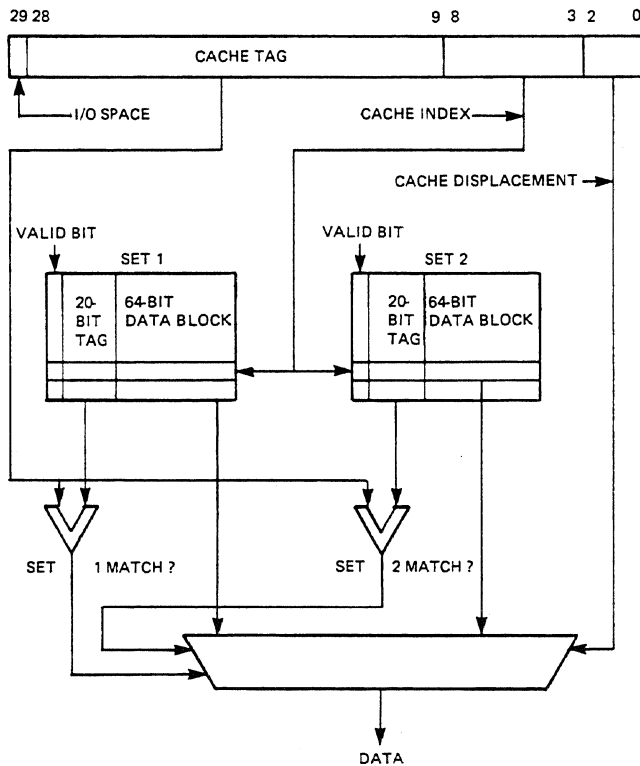 29 28 9 8 3 2 0
CACHE TAG
I/O SPACE
CACHE INDEX
CACHE DISPLACEMENT
VALID BIT
SET 1
20-
BIT
TAG
64-BIT
DATA BLOCK
VALID BIT
SET 2
20-
BIT
TAG
64-BIT
DATA BLOCK
SET 1 MATCH ?
SET 2 MATCH ?
DATA